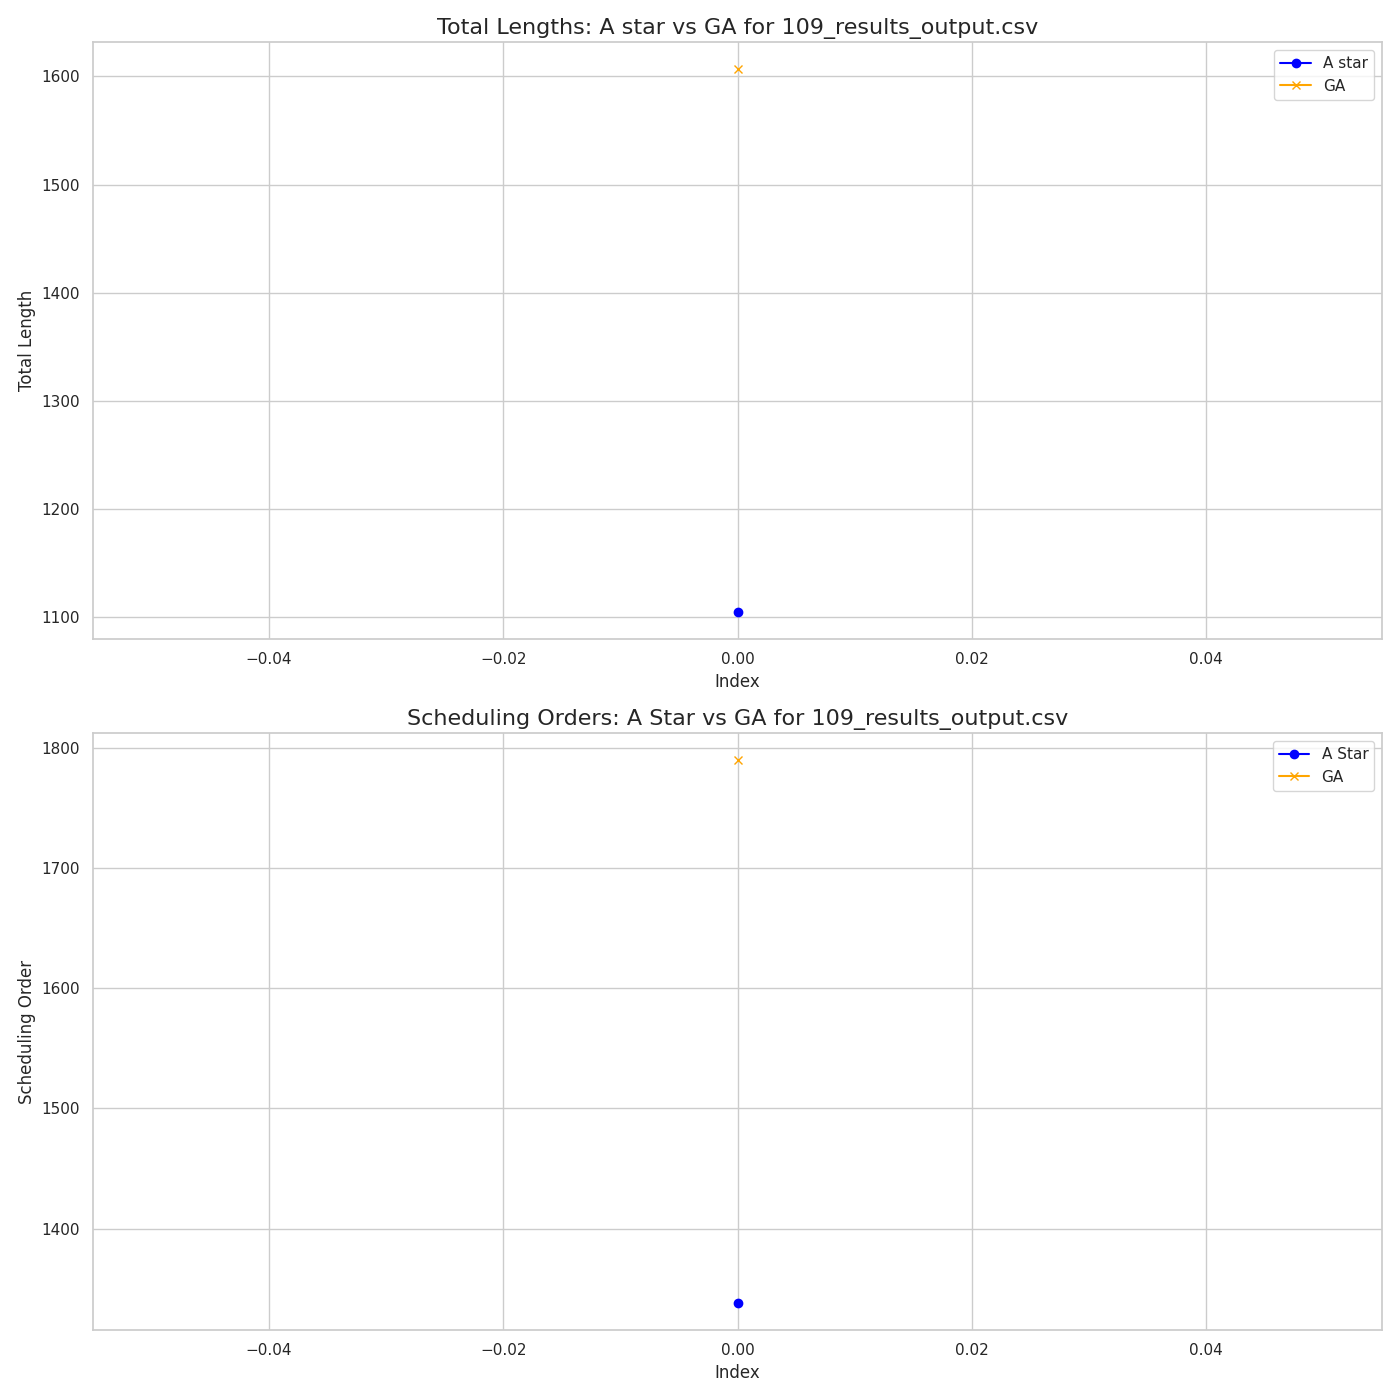 Total Lengths: A star vs GA for 109_results_output.csv
A star
GA
1600
1500
1400
1300
1200
1100
Total Length
−0.04 −0.02 0.00 0.02 0.04
Index
Scheduling Orders: A Star vs GA for 109_results_output.csv
A Star
GA
1800
1700
1600
1500
1400
Scheduling Order
−0.04 −0.02 0.00 0.02 0.04
Index